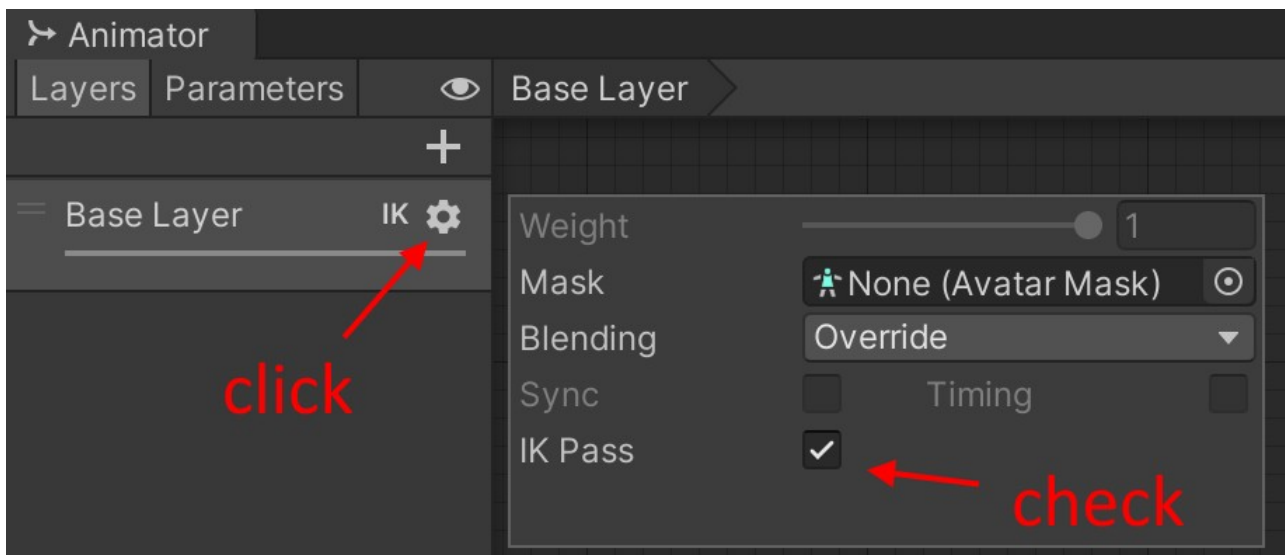 Animator
Layers Parameters
Base Layer
Base Layer IK
Weight 1
Mask None (Avatar Mask)
Blending Override
Sync Timing
IK Pass
click
check